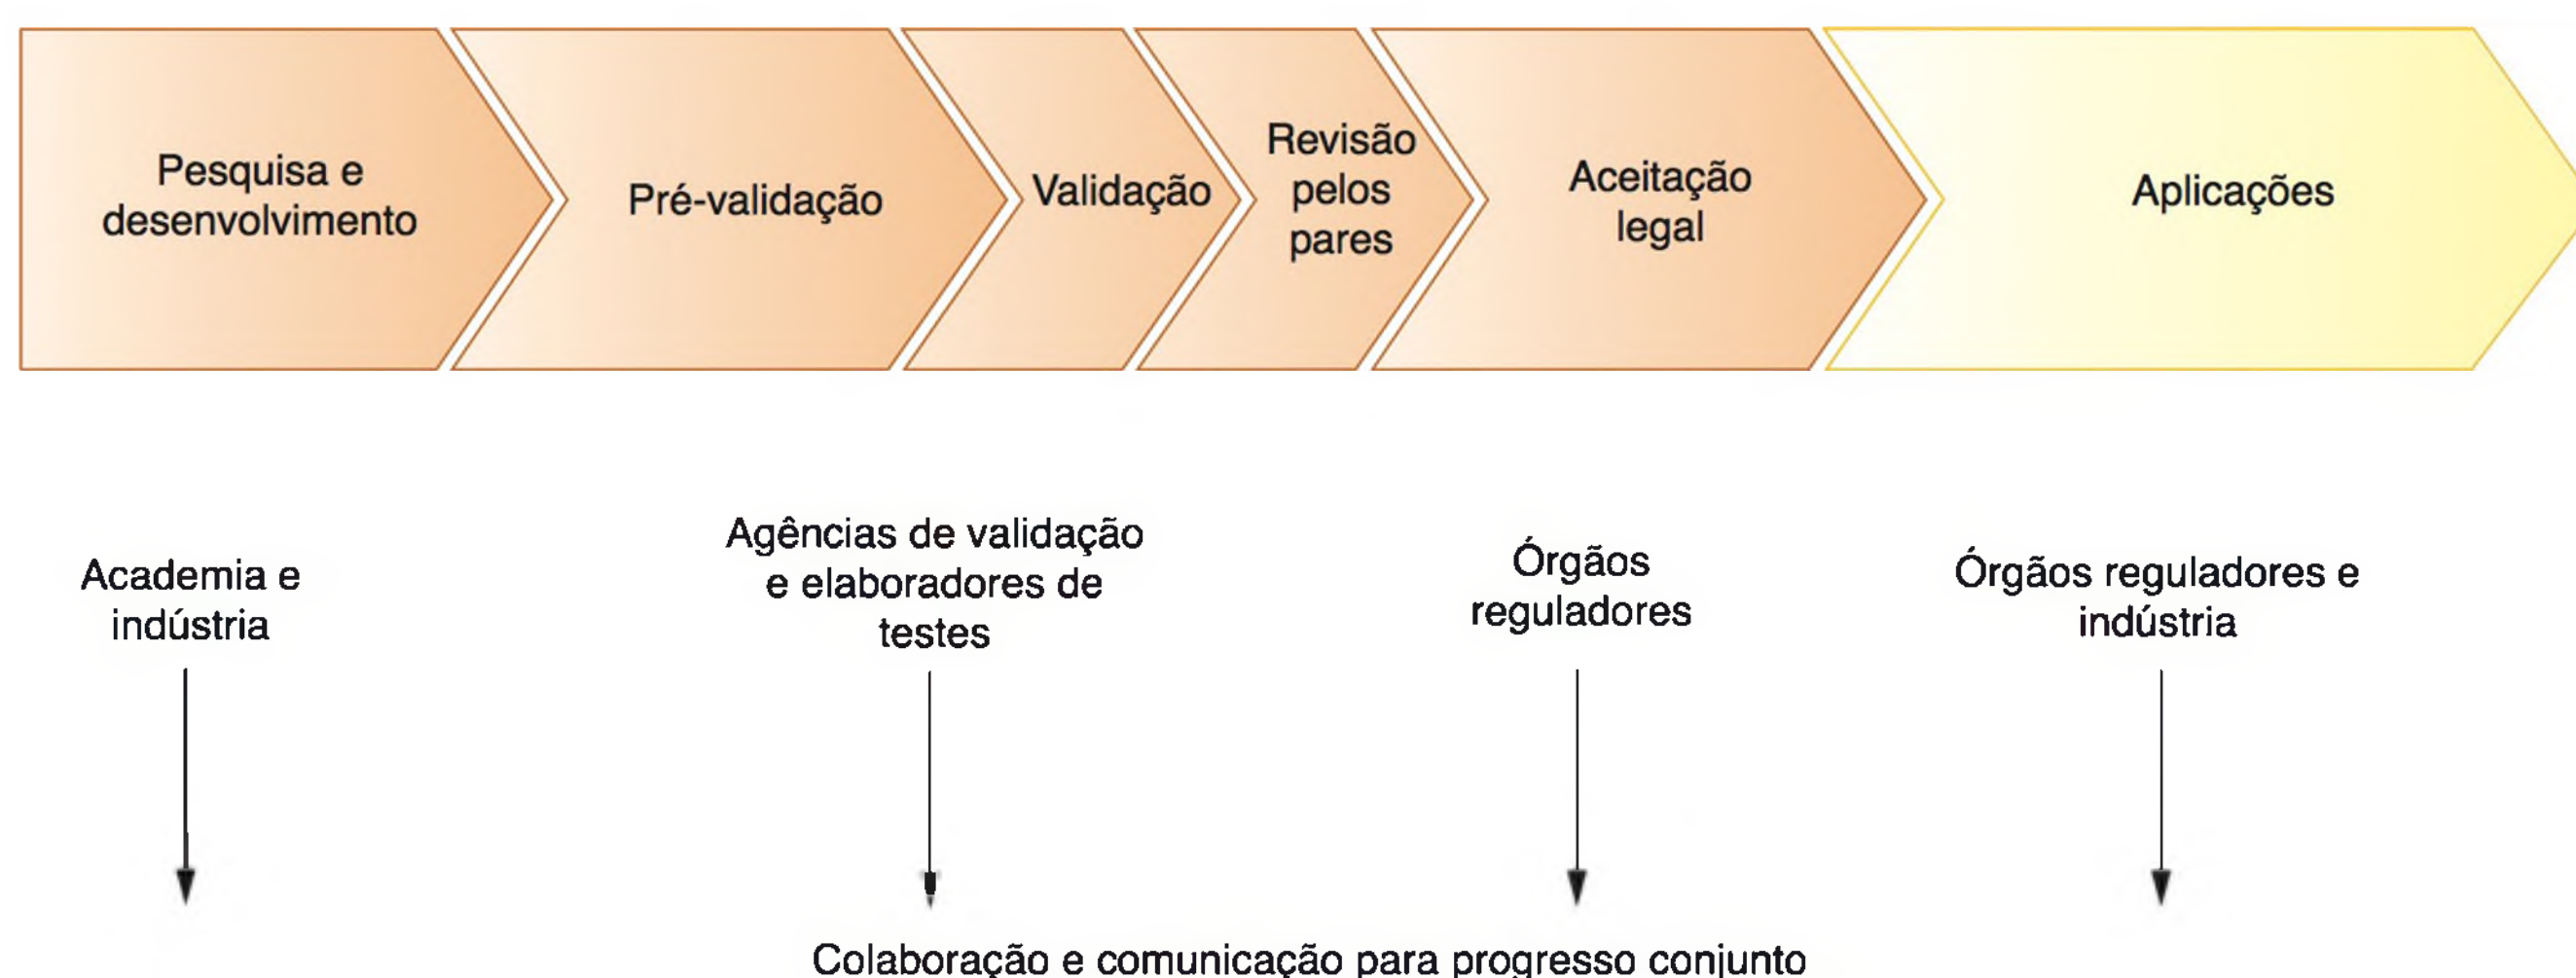 Pesquisa e
desenvolvimento
Pré-validação
Validação
Revisão
pelos
pares
Aceitação
legal
Aplicações
Academia e
indústria
Agências de validação
e elaboradores de
testes
Órgãos
reguladores
Órgãos reguladores e
indústria
Colaboração e comunicação para progresso conjunto